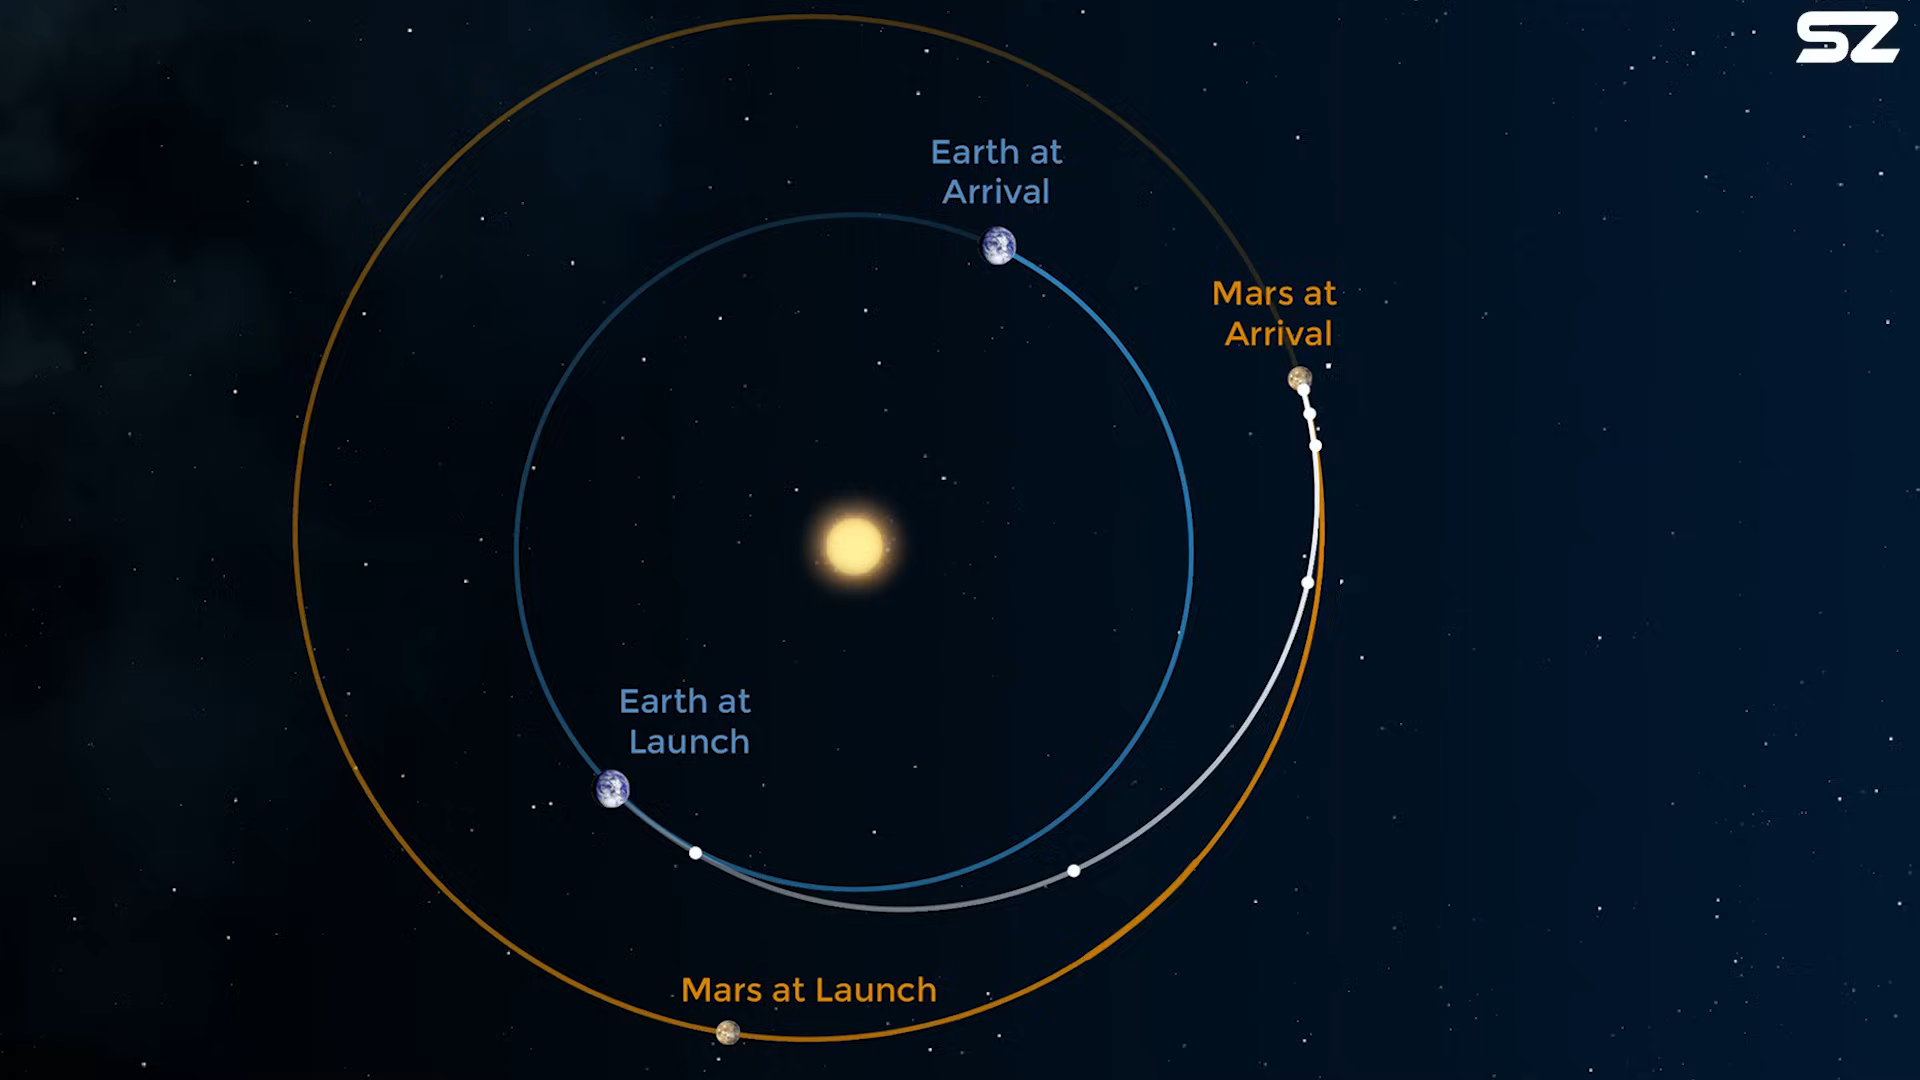 SZ
Earth at
Arrival
Mars at
Arrival
Earth at
Launch
Mars at Launch